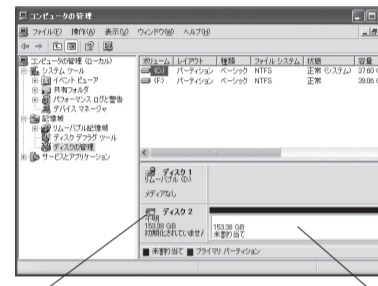 コンピュータの管理
ファイル(F) 操作(A) 表示(V) ウィンドウ(W) ヘルプ(H)
コンピュータの管理 (ローカル)
システム ツール
イベント ビューア
共有フォルダ
パフォーマンス ログと警告
デバイス マネージャ
記憶域
リムーバブル記憶域
ディスク デフラグ ツール
ディスクの管理
サービスとアプリケーション
ボリューム レイアウト 種類 ファイル システム 状態 容量
(C:) パーティション ベーシック NTFS 正常 (システム) 37.60
(F:) パーティション ベーシック NTFS 正常 39.06
ディスク 1
リムーバブル (D:)
メディアなし
ディスク 2
不明
153.38 GB
初期化されていませ
153.38 GB
未割り当て
未割り当て プライマリ パーティション